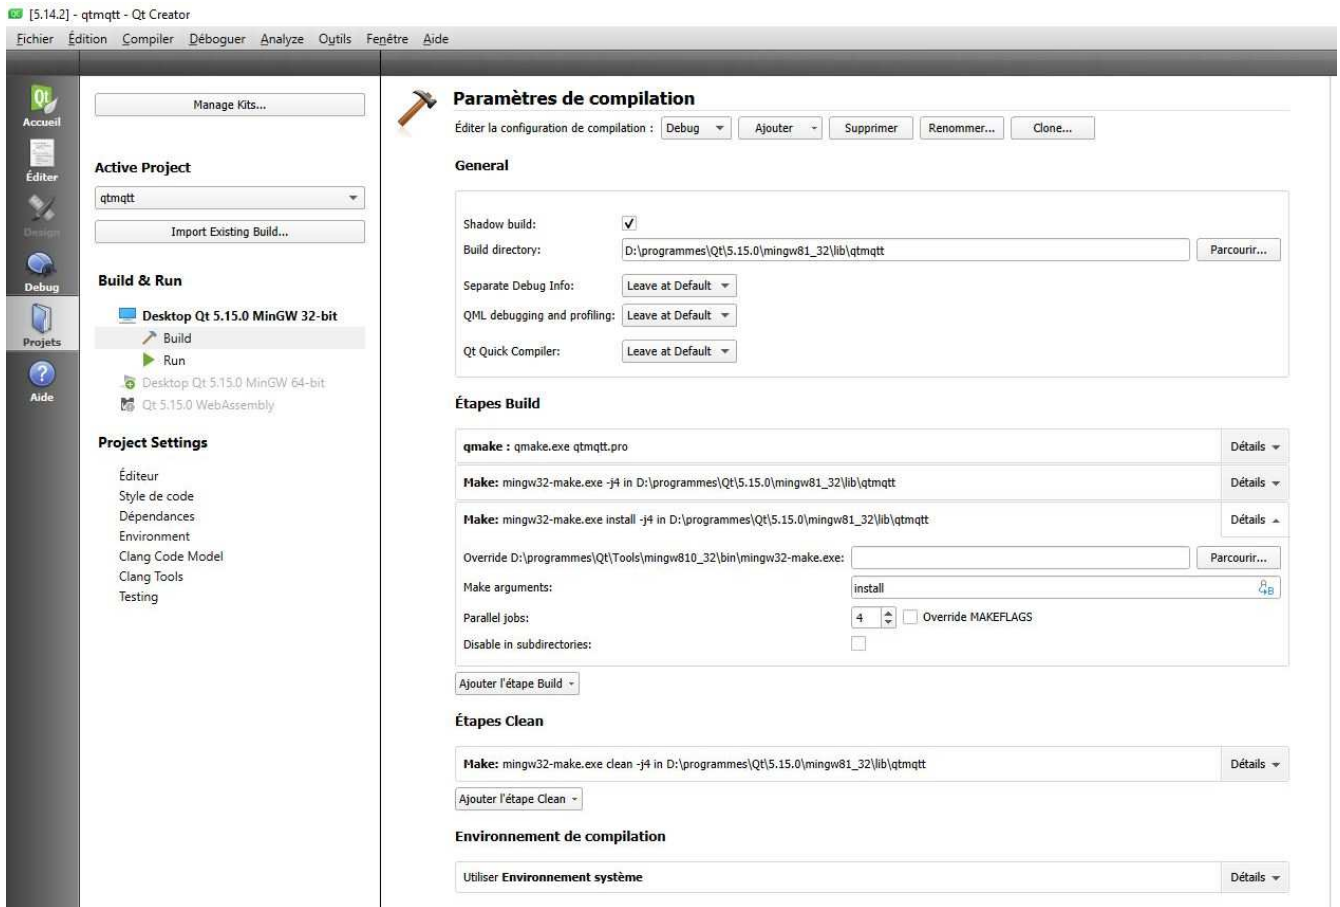 [5.14.2] - qtmqtt - Qt Creator
Fichier Édition Compiler Déboguer Analyze Outils Fenêtre Aide
Accueil
Éditer
Design
Debug
Projets
Aide
Manage Kits...
Active Project
qtmqtt
Import Existing Build...
Build & Run
Desktop Qt 5.15.0 MinGW 32-bit
Build
Run
Desktop Qt 5.15.0 MinGW 64-bit
Qt 5.15.0 WebAssembly
Project Settings
Éditeur
Style de code
Dépendances
Environment
Clang Code Model
Clang Tools
Testing
Paramètres de compilation
Éditer la configuration de compilation : Debug Ajouter Supprimer Renommer... Clone...
General
Shadow build:
Build directory: D:\programmes\Qt\5.15.0\mingw81_32\lib\qtmqtt Parcourir...
Separate Debug Info: Leave at Default
QML debugging and profiling: Leave at Default
Qt Quick Compiler: Leave at Default
Étapes Build
qmake : qmake.exe qtmqtt.pro Détails
Make: mingw32-make.exe -j4 in D:\programmes\Qt\5.15.0\mingw81_32\lib\qtmqtt Détails
Make: mingw32-make.exe install -j4 in D:\programmes\Qt\5.15.0\mingw81_32\lib\qtmqtt Détails
Override D:\programmes\Qt\Tools\mingw810_32\bin\mingw32-make.exe: Parcourir...
Make arguments: install
Parallel jobs: 4 Override MAKEFLAGS
Disable in subdirectories:
Ajouter l'étape Build
Étapes Clean
Make: mingw32-make.exe clean -j4 in D:\programmes\Qt\5.15.0\mingw81_32\lib\qtmqtt Détails
Ajouter l'étape Clean
Environnement de compilation
Utiliser Environnement système Détails